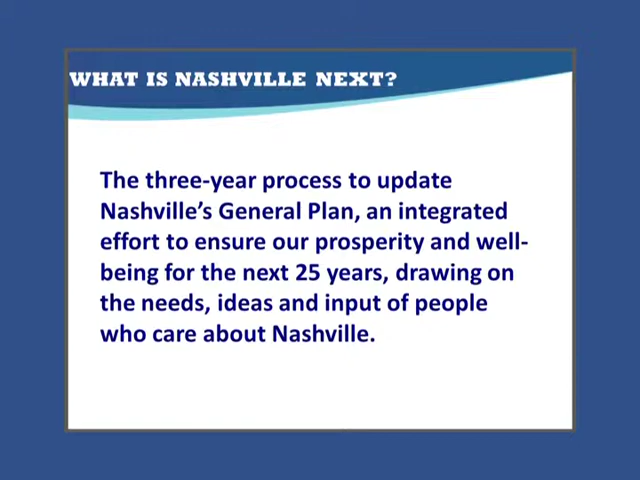 WHAT IS NASHVILLE NEXT?
The three-year process to update
Nashville’s General Plan, an integrated
effort to ensure our prosperity and well-
being for the next 25 years, drawing on
the needs, ideas and input of people
who care about Nashville.